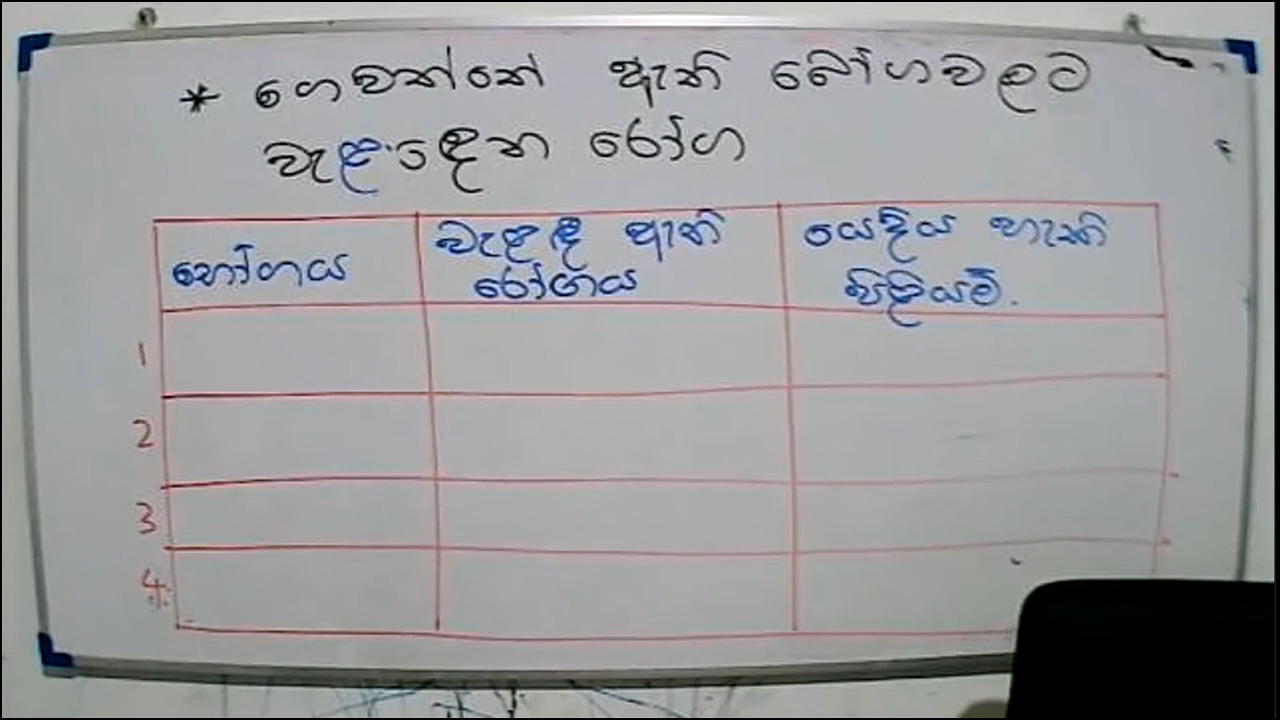 * ගෙවත්තේ ඇති බෝගවලට
වැළඳෙන රෝග
භෝගය
වැළඳී ඇති
රෝගය
යෙදිය හැකි
පිළියම්.
1
2
3
4